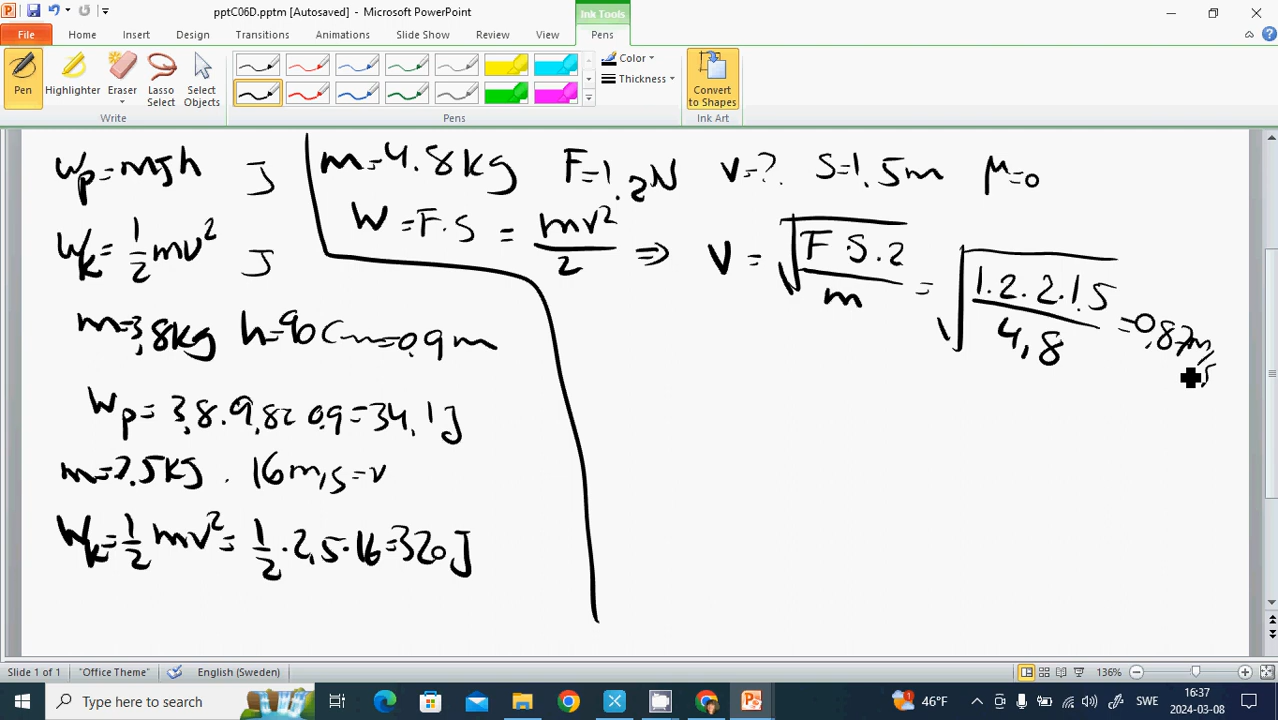 pptC06D.pptm [Autosaved] - Microsoft PowerPoint
Ink Tools
File Home Insert Design Transitions Animations Slide Show Review View Pens
Pen Highlighter Eraser Lasso Select Select Objects
Color
Thickness
Convert to Shapes
Write Pens Ink Art
Wp=mgh J
Wk=1/2 mv² J
m=3,8kg h=90cm=0,9m
Wp=3,8.9,82 0,9=34,1J
m=2.5kg . 16m/s=v
Wk=1/2 mv²=1/2·2,5·16=320J
m=4.8kg F=1.2N v=? S=1.5m μ=0
W=F.S=mv²/2 ⇒ v=√(F.S.2/m)=√(1.2.2.1,5/4,8)=0,87m/s
Slide 1 of 1 "Office Theme" English (Sweden) 136%
Type here to search
46°F SWE 16:37
2024-03-08